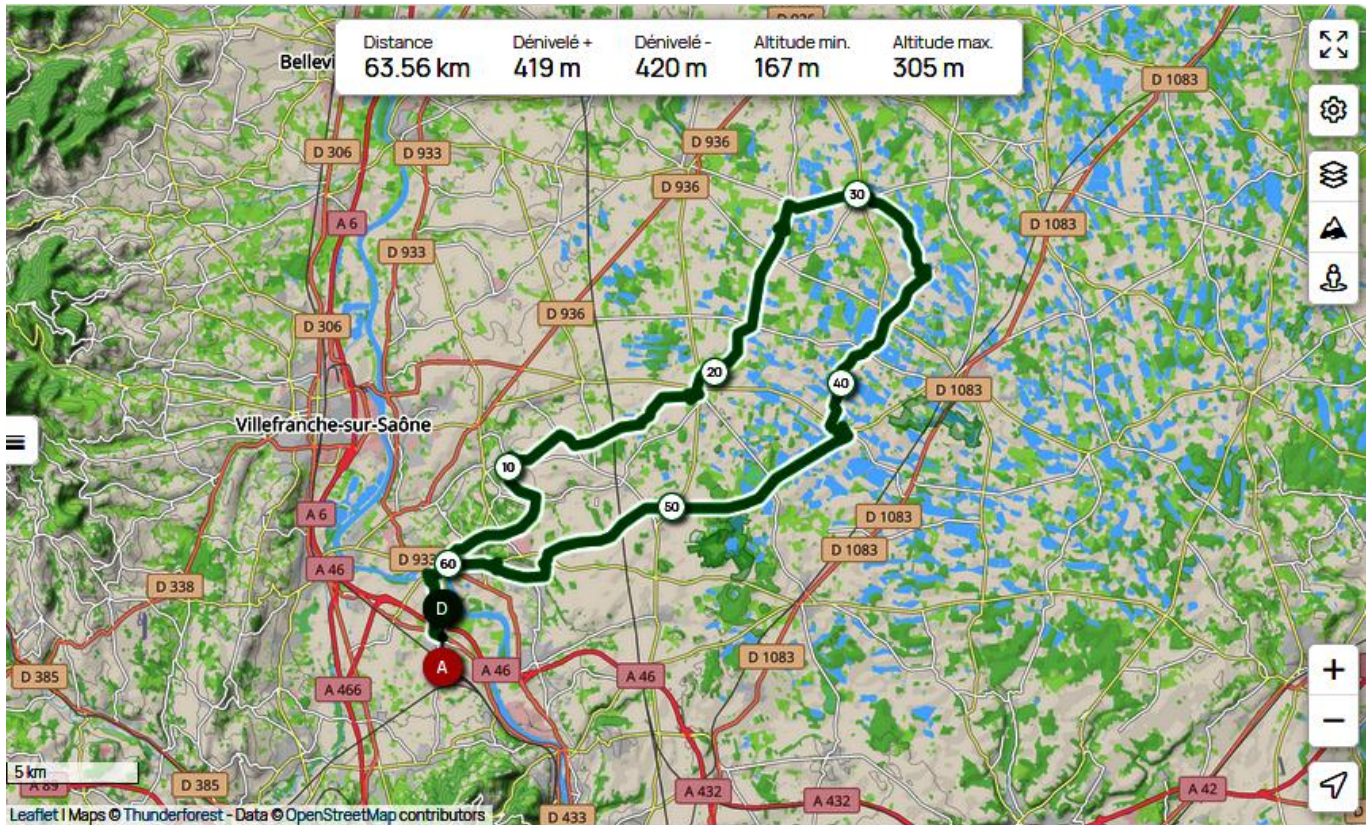 Distance Dénivelé + Dénivelé - Altitude min. Altitude max.
63.56 km 419 m 420 m 167 m 305 m
D 1083
D 306
D 933
D 936
D 936
30
A 6
D 1083
D 933
D 936
D 306
20
40
D 1083
Villefranche-sur-Saône
10
50
A 6
D 1083
D 933
60
D 1083
A 46
D 338
D
A
A 46
D 1083
D 385
A 466
A 46
5 km
A 89
D 385
A 432
A 432
A 42
D 433
Leaflet | Maps © Thunderforest - Data © OpenStreetMap contributors